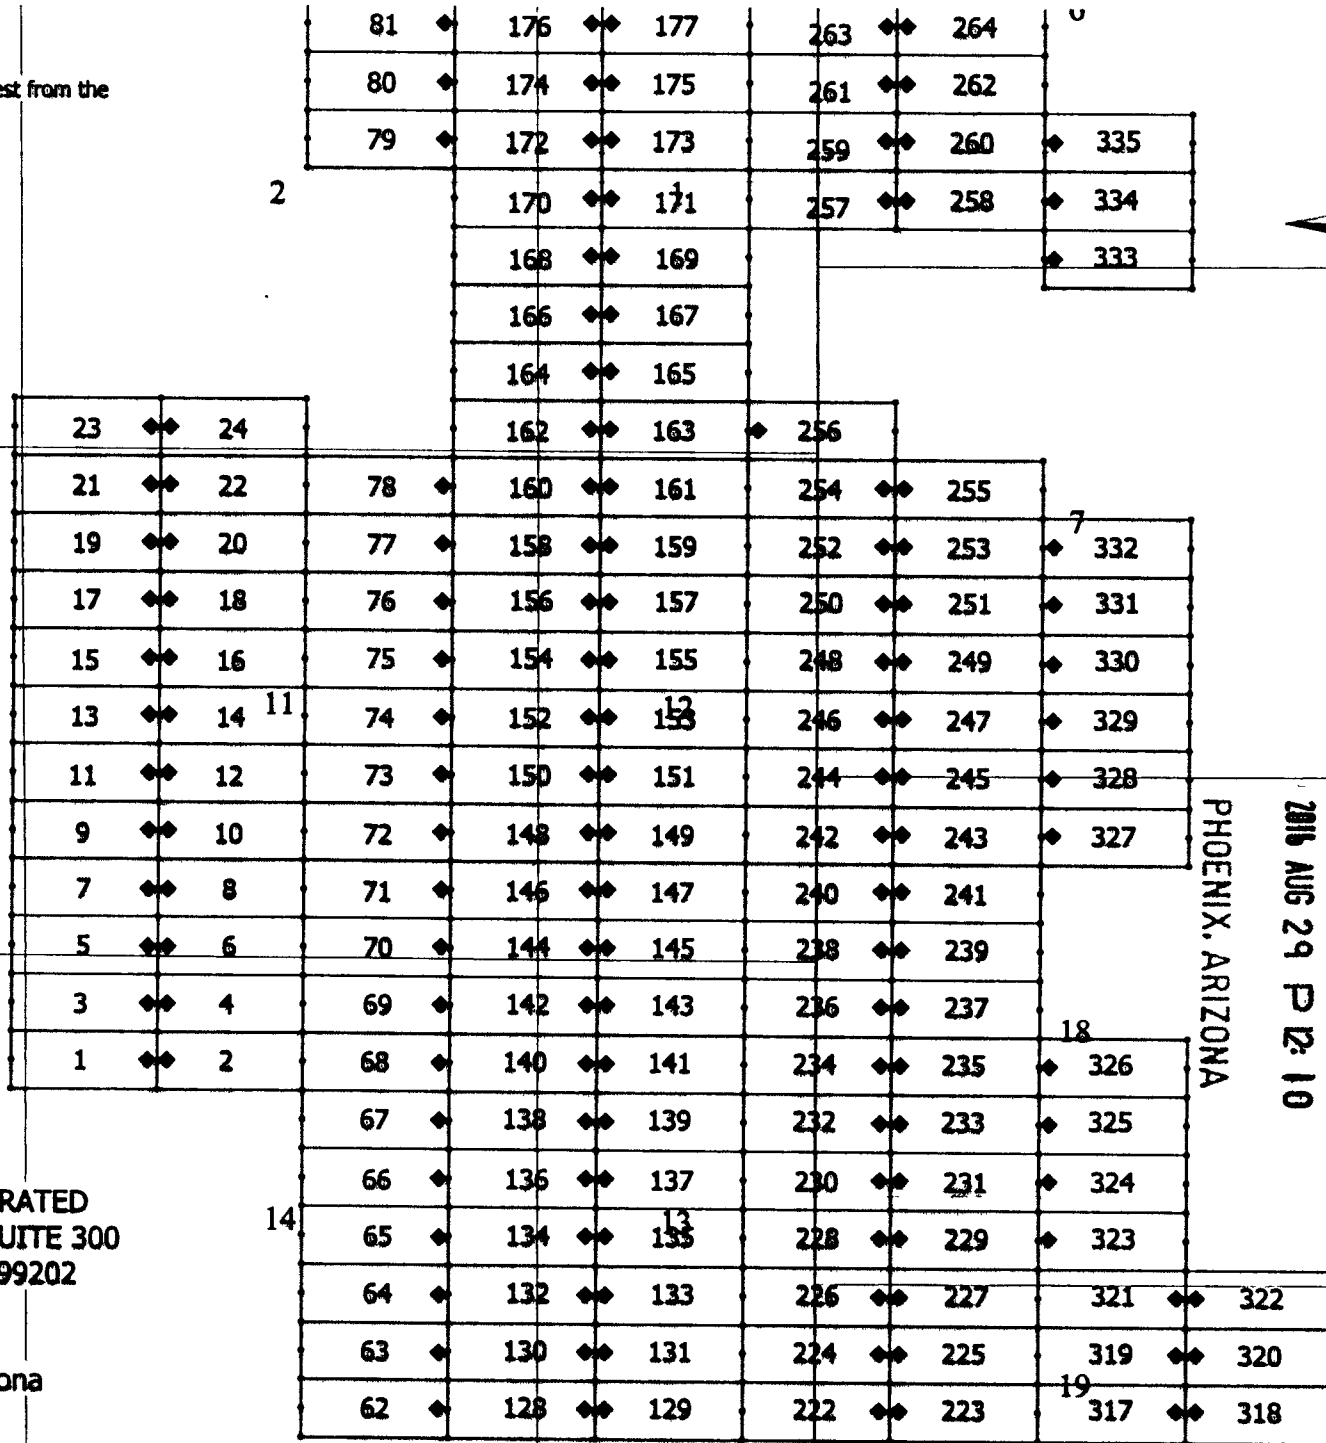 81 176 177 263 264
est from the
80 174 175 261 262
79 172 173 259 260 335
2 170 171 1 257 258 334
168 169 333
166 167
164 165
23 24 162 163 256
21 22 78 160 161 254 255
7
19 20 77 158 159 252 253 332
17 18 76 156 157 250 251 331
15 16 75 154 155 248 249 330
11 12
13 14 74 152 153 246 247 329
11 12 73 150 151 244 245 328
9 10 72 148 149 242 243 327
7 8 71 146 147 240 241
5 6 70 144 145 238 239
3 4 69 142 143 236 237
18
1 2 68 140 141 234 235 326
67 138 139 232 233 325
66 136 137 230 231 324
14 13
65 134 135 228 229 323
64 132 133 226 227 321 322
63 130 131 224 225 319 320
19
62 128 129 222 223 317 318
RATED
UITE 300
99202
ona
PHOENIX, ARIZONA
2016 AUG 29 P 12: 10